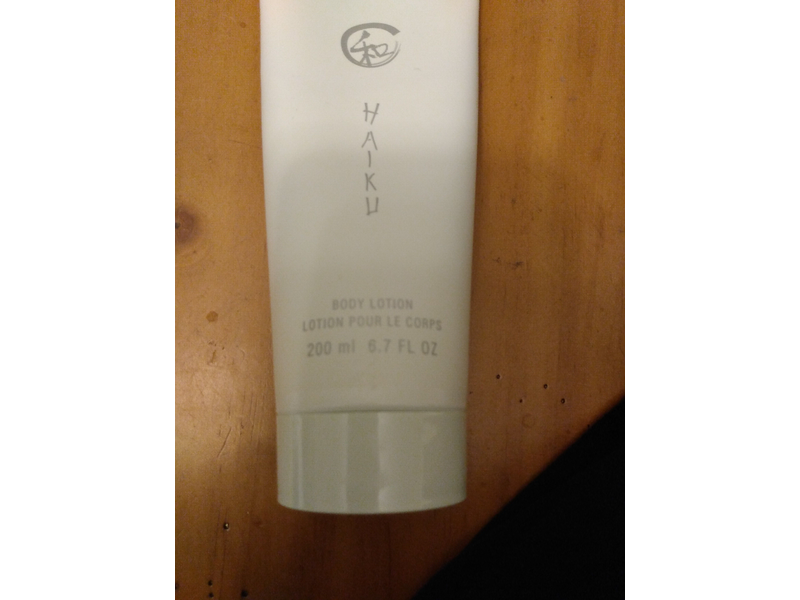 和
HAIKU
BODY LOTION
LOTION POUR LE CORPS
200 ml 6.7 FL OZ